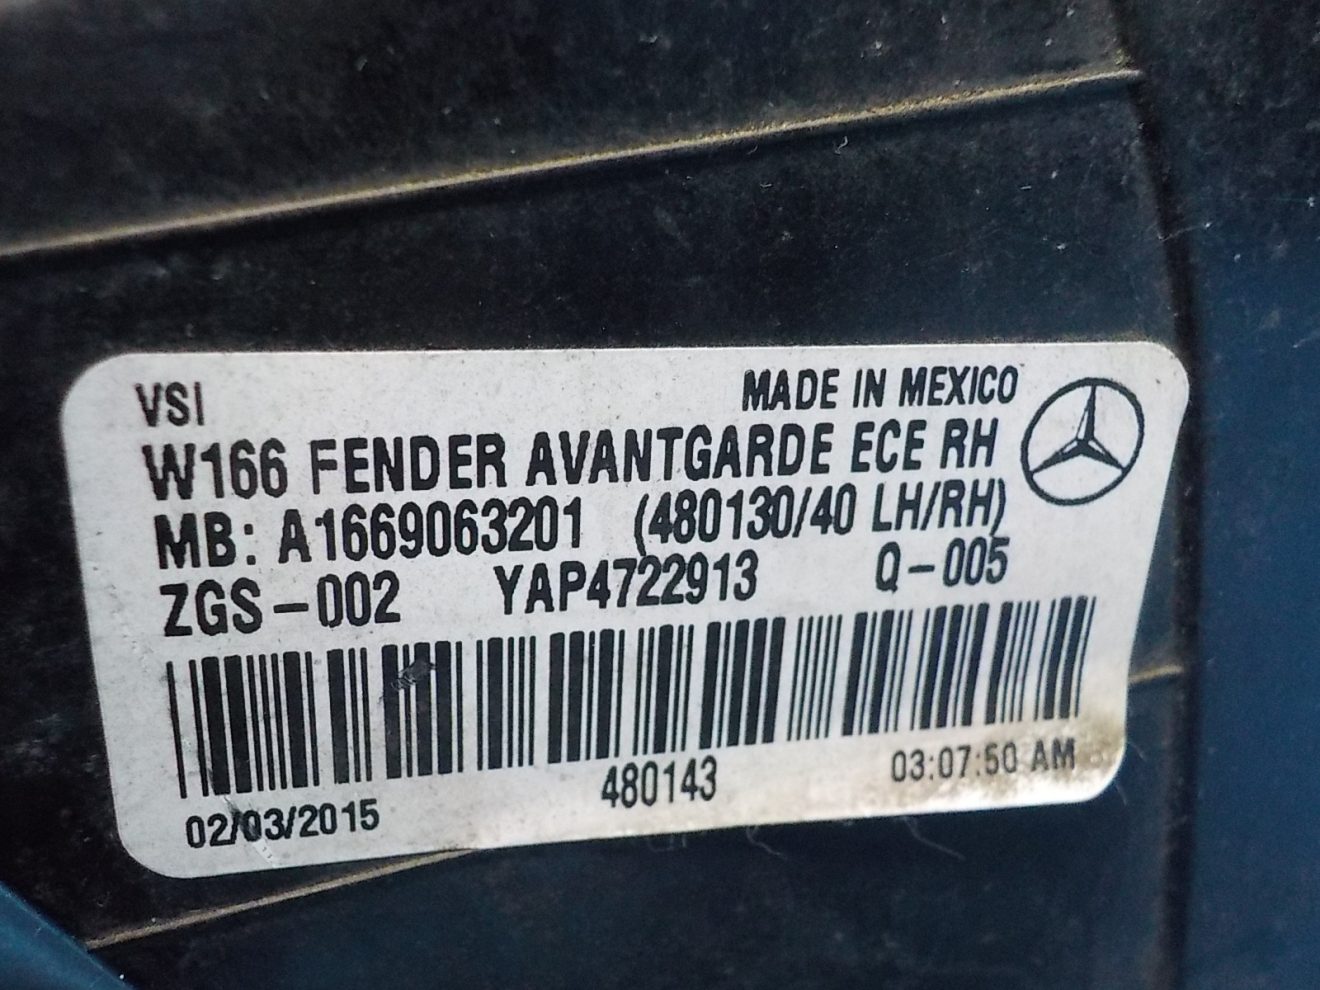 VSI
MADE IN MEXICO
W166 FENDER AVANTGARDE ECE RH
MB: A1669063201 (480130/40 LH/RH)
ZGS-002 YAP4722913 Q-005
480143
02/03/2015
03:07:50 AM